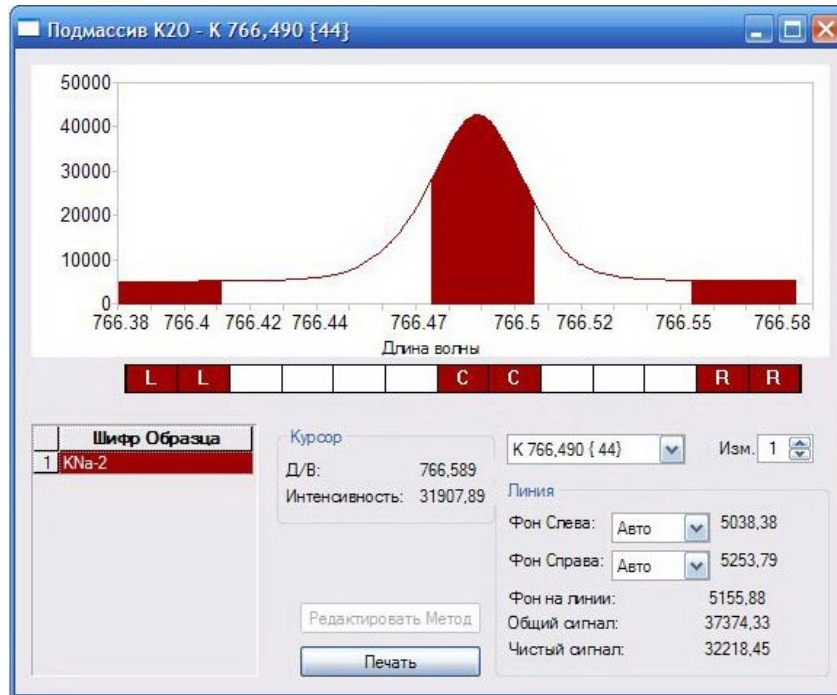 Подмассив K2O - K 766,490 {44}
50000
40000
30000
20000
10000
0
766.38 766.4 766.42 766.44 766.47 766.5 766.52 766.55 766.58
Длина волны
L L C C R R
Шифр Образца
1 KNa-2
Курсор
Д/В: 766,589
Интенсивность: 31907,89
K 766,490 { 44}
Изм. 1
Линия
Фон Слева: Авто 5038,38
Фон Справа: Авто 5253,79
Фон на линии: 5155,88
Общий сигнал: 37374,33
Чистый сигнал: 32218,45
Редактировать Метод
Печать